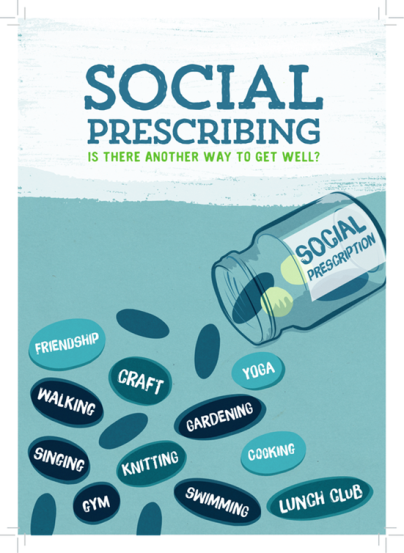 SOCIAL
PRESCRIBING
IS THERE ANOTHER WAY TO GET WELL?
SOCIAL
PRESCRIPTION
FRIENDSHIP
CRAFT
YOGA
WALKING
GARDENING
SINGING
KNITTING
COOKING
GYM
SWIMMING
LUNCH CLUB